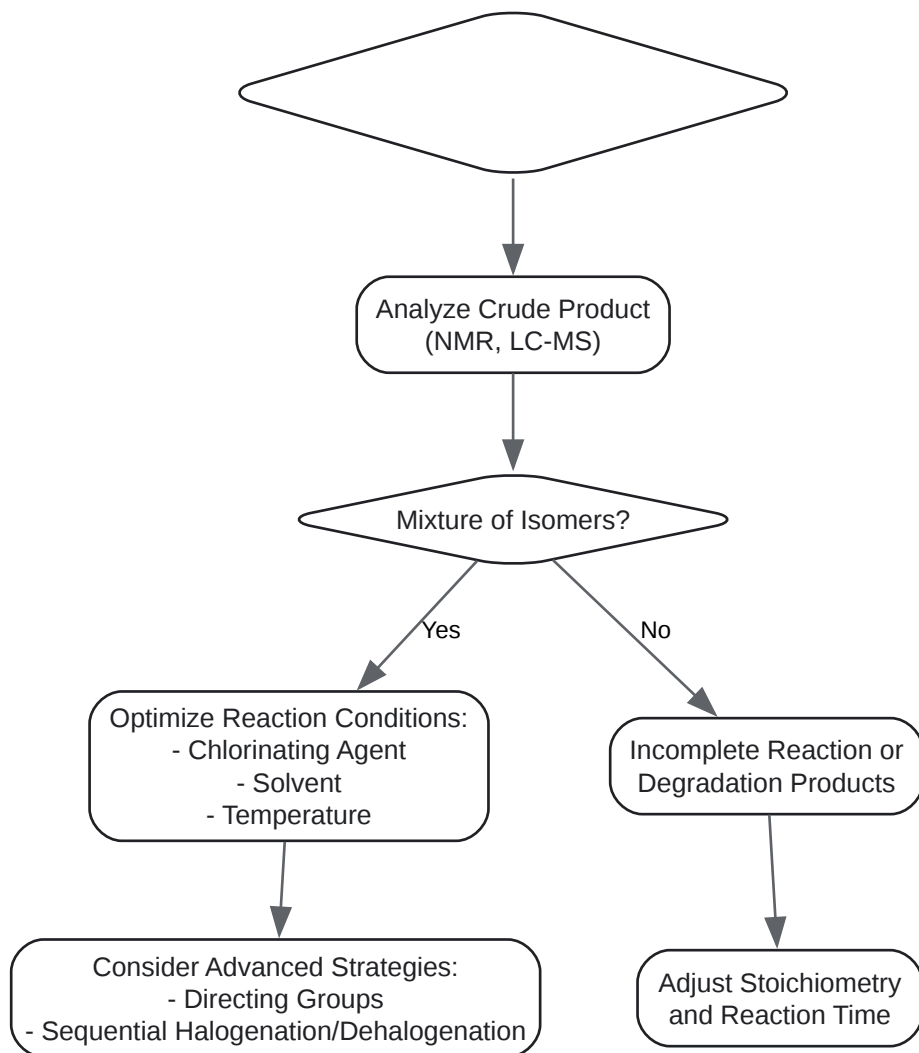 Analyze Crude Product
(NMR, LC-MS)
Mixture of Isomers?
Yes
No
Optimize Reaction Conditions:
- Chlorinating Agent
- Solvent
- Temperature
Incomplete Reaction or
Degradation Products
Consider Advanced Strategies:
- Directing Groups
- Sequential Halogenation/Dehalogenation
Adjust Stoichiometry
and Reaction Time